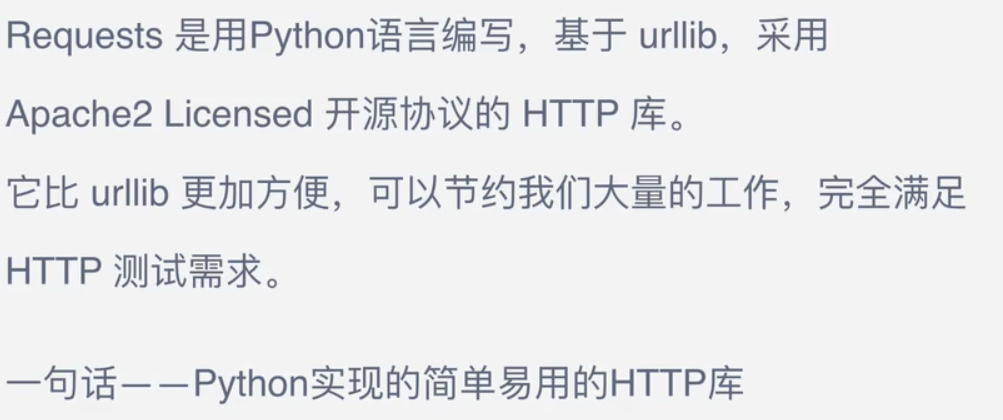 Requests 是用Python语言编写，基于 urllib，采用
Apache2 Licensed 开源协议的 HTTP 库。
它比 urllib 更加方便，可以节约我们大量的工作，完全满足
HTTP 测试需求。
一句话——Python实现的简单易用的HTTP库